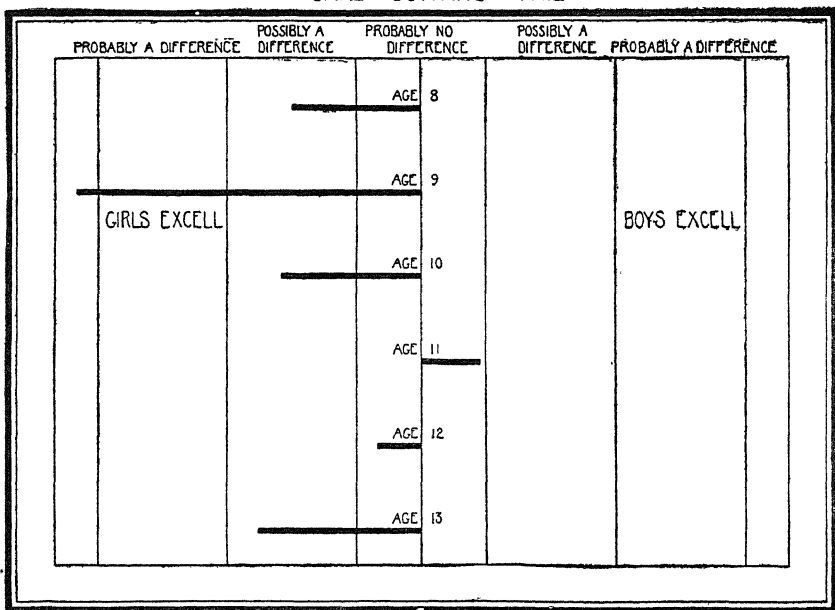 POSSIBLY A PROBABLY NO POSSIBLY A
PROBABLY A DIFFERENCE DIFFERENCE DIFFERENCE DIFFERENCE PROBABLY A DIFFERENCE
AGE 8
AGE 9
GIRLS EXCELL BOYS EXCELL
AGE 10
AGE 11
AGE 12
AGE 13